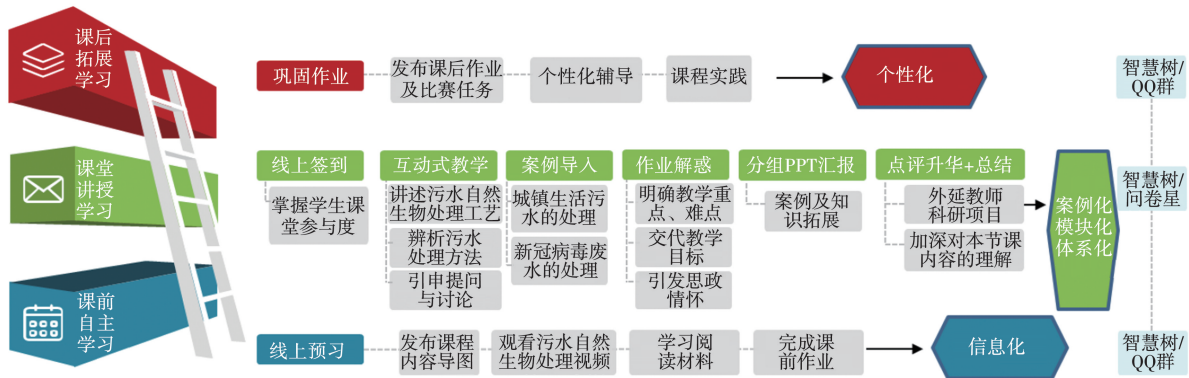 课后
拓展
学习
巩固作业
发布课后作业
及比赛任务
个性化辅导
课程实践
个性化
智慧树/
QQ群
课堂
讲授
学习
线上签到
掌握学生课
堂参与度
互动式教学
讲述污水自然
生物处理工艺
辨析污水
处理方法
引申提问
与讨论
案例导入
城镇生活污
水的处理
新冠病毒废
水的处理
作业解惑
明确教学重
点、难点
交代教学
目标
引发思政
情怀
分组PPT汇报
案例及知
识拓展
点评升华+总结
外延教师
科研项目
加深对本节课
内容的理解
案例化
模块化
体系化
智慧树/
问卷星
课前
自主
学习
线上预习
发布课程
内容导图
观看污水自然
生物处理视频
学习阅
读材料
完成课
前作业
信息化
智慧树/
QQ群